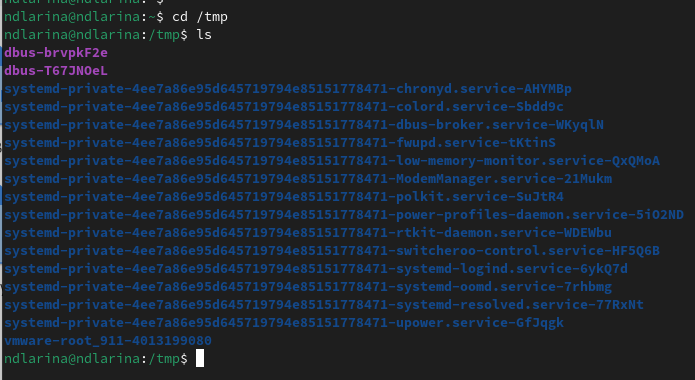 ndlarina@ndlarina:~$ cd /tmp
ndlarina@ndlarina:/tmp$ ls
dbus-brvpkF2e
dbus-T67JNOeL
systemd-private-4ee7a86e95d645719794e85151778471-chronyd.service-AHYMBp
systemd-private-4ee7a86e95d645719794e85151778471-colord.service-Sbdd9c
systemd-private-4ee7a86e95d645719794e85151778471-dbus-broker.service-WKyqlN
systemd-private-4ee7a86e95d645719794e85151778471-fwupd.service-tKtinS
systemd-private-4ee7a86e95d645719794e85151778471-low-memory-monitor.service-QxQMoA
systemd-private-4ee7a86e95d645719794e85151778471-ModemManager.service-21Mukm
systemd-private-4ee7a86e95d645719794e85151778471-polkit.service-SuJtR4
systemd-private-4ee7a86e95d645719794e85151778471-power-profiles-daemon.service-5iO2ND
systemd-private-4ee7a86e95d645719794e85151778471-rtkit-daemon.service-WDEWbu
systemd-private-4ee7a86e95d645719794e85151778471-switcheroo-control.service-HF5Q6B
systemd-private-4ee7a86e95d645719794e85151778471-systemd-logind.service-6ykQ7d
systemd-private-4ee7a86e95d645719794e85151778471-systemd-oomd.service-7rhbmg
systemd-private-4ee7a86e95d645719794e85151778471-systemd-resolved.service-77RxNt
systemd-private-4ee7a86e95d645719794e85151778471-upower.service-GfJqgk
vmware-root_911-4013199080
ndlarina@ndlarina:/tmp$